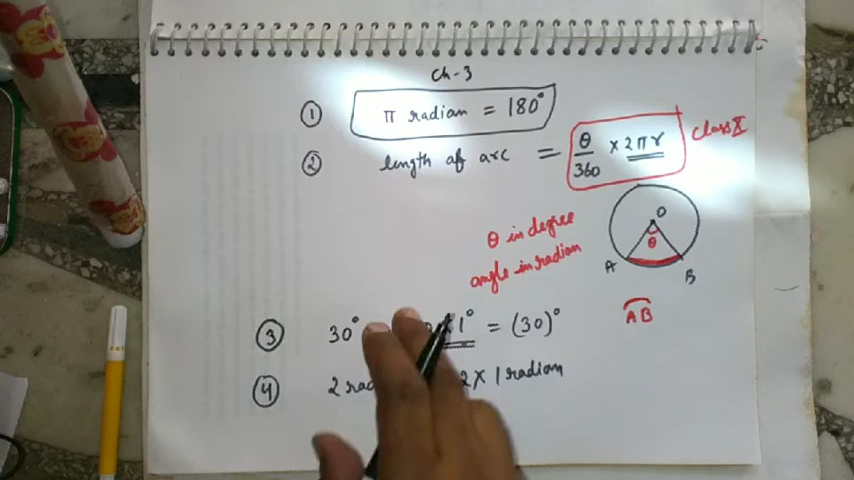 Ch-3
① π radian = 180°
② length of arc = θ/360 × 2πr class X
O
θ
θ in degree
angle in radian
A B
AB
③ 30° × 1° = (30)°
④ 2 rad 2 × 1 radian